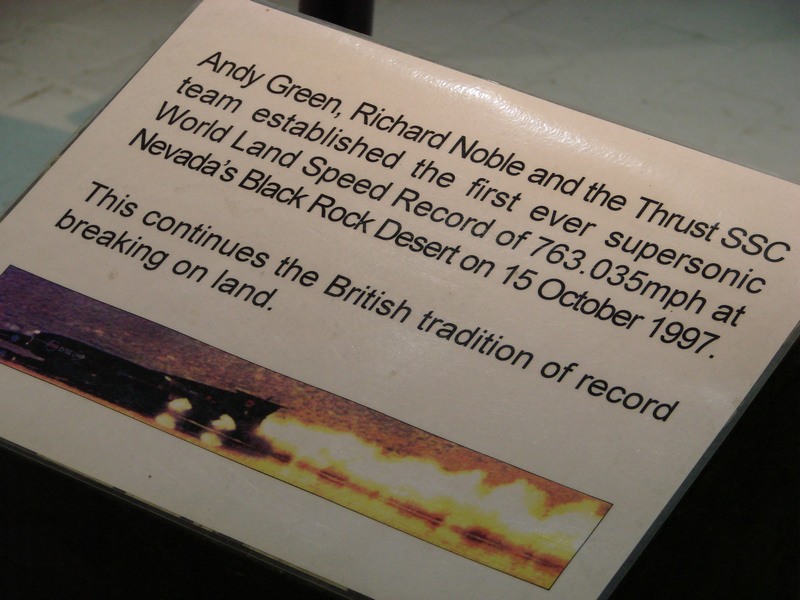 Andy Green, Richard Noble and the Thrust SSC
team established the first ever supersonic
World Land Speed Record of 763.035mph at
Nevada's Black Rock Desert on 15 October 1997.
This continues the British tradition of record
breaking on land.